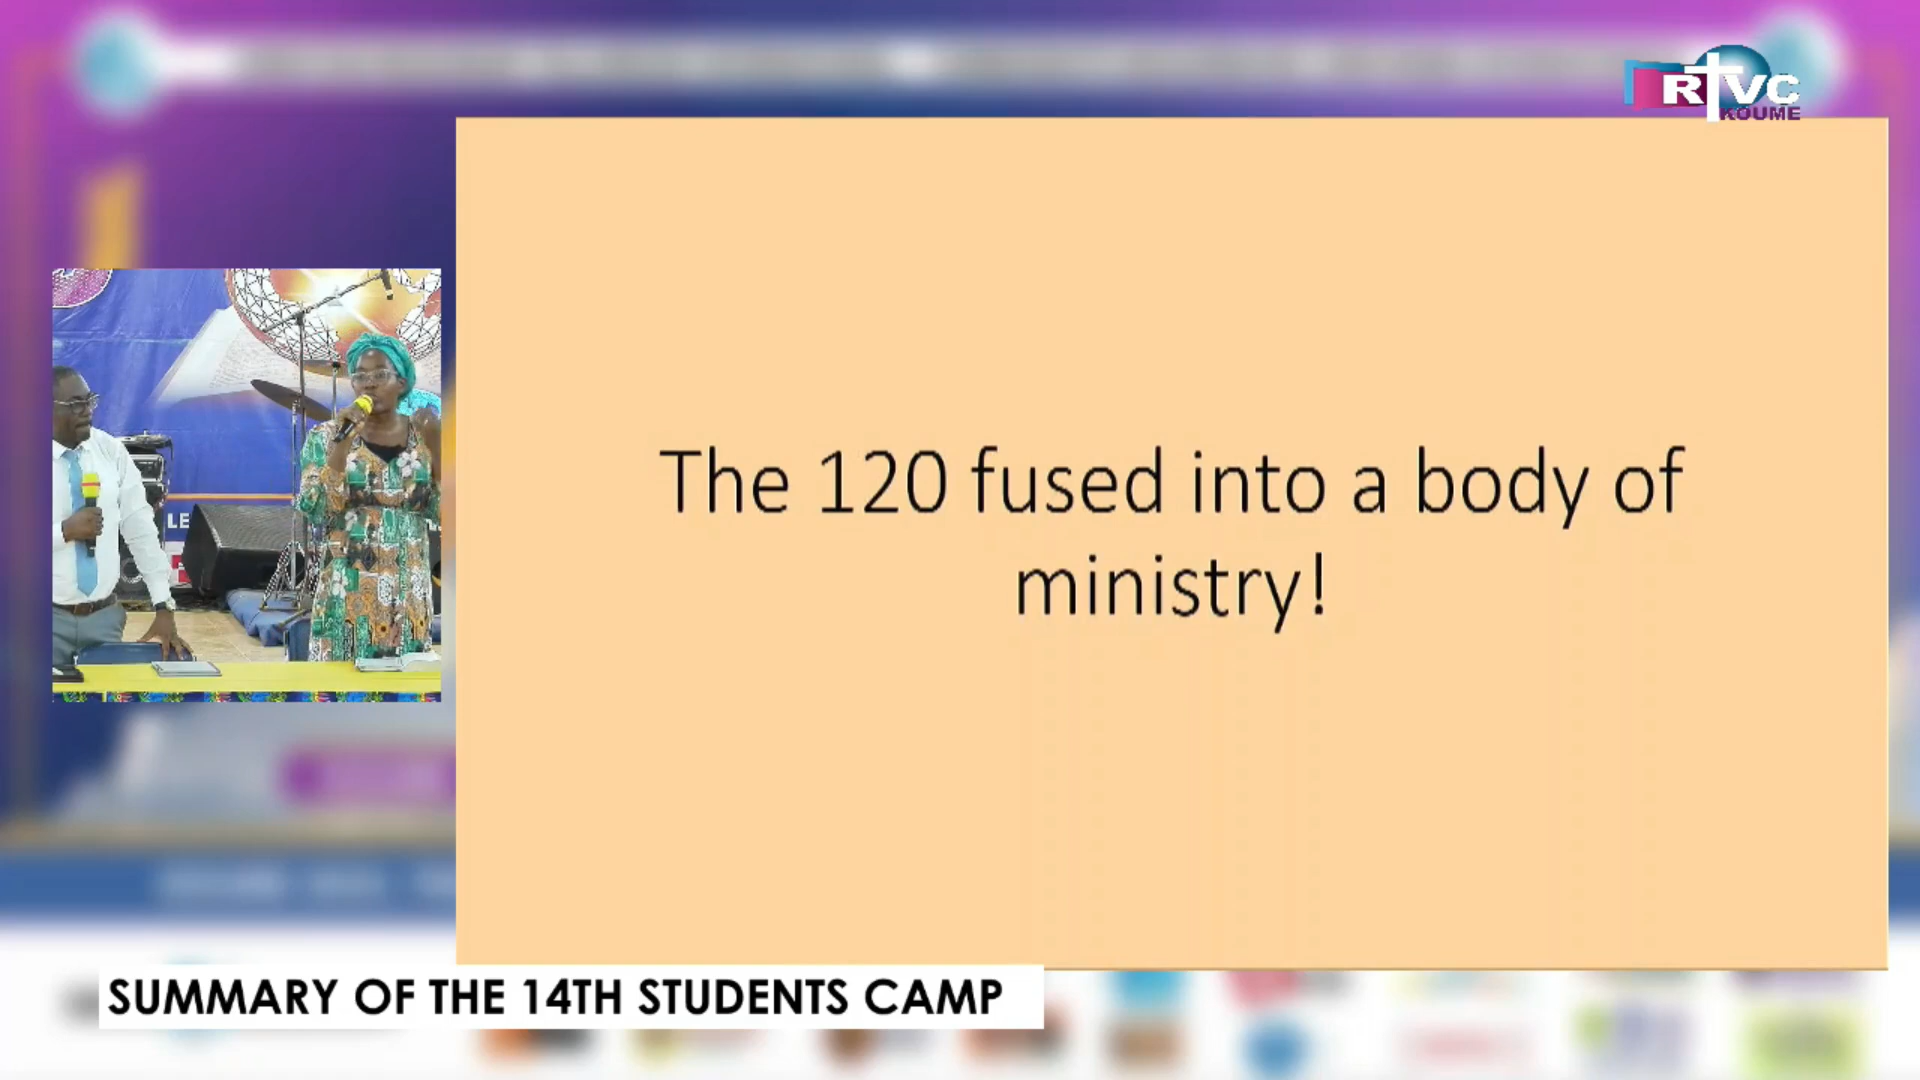 RTVC
KOUME
The 120 fused into a body of
ministry!
LE
SUMMARY OF THE 14TH STUDENTS CAMP